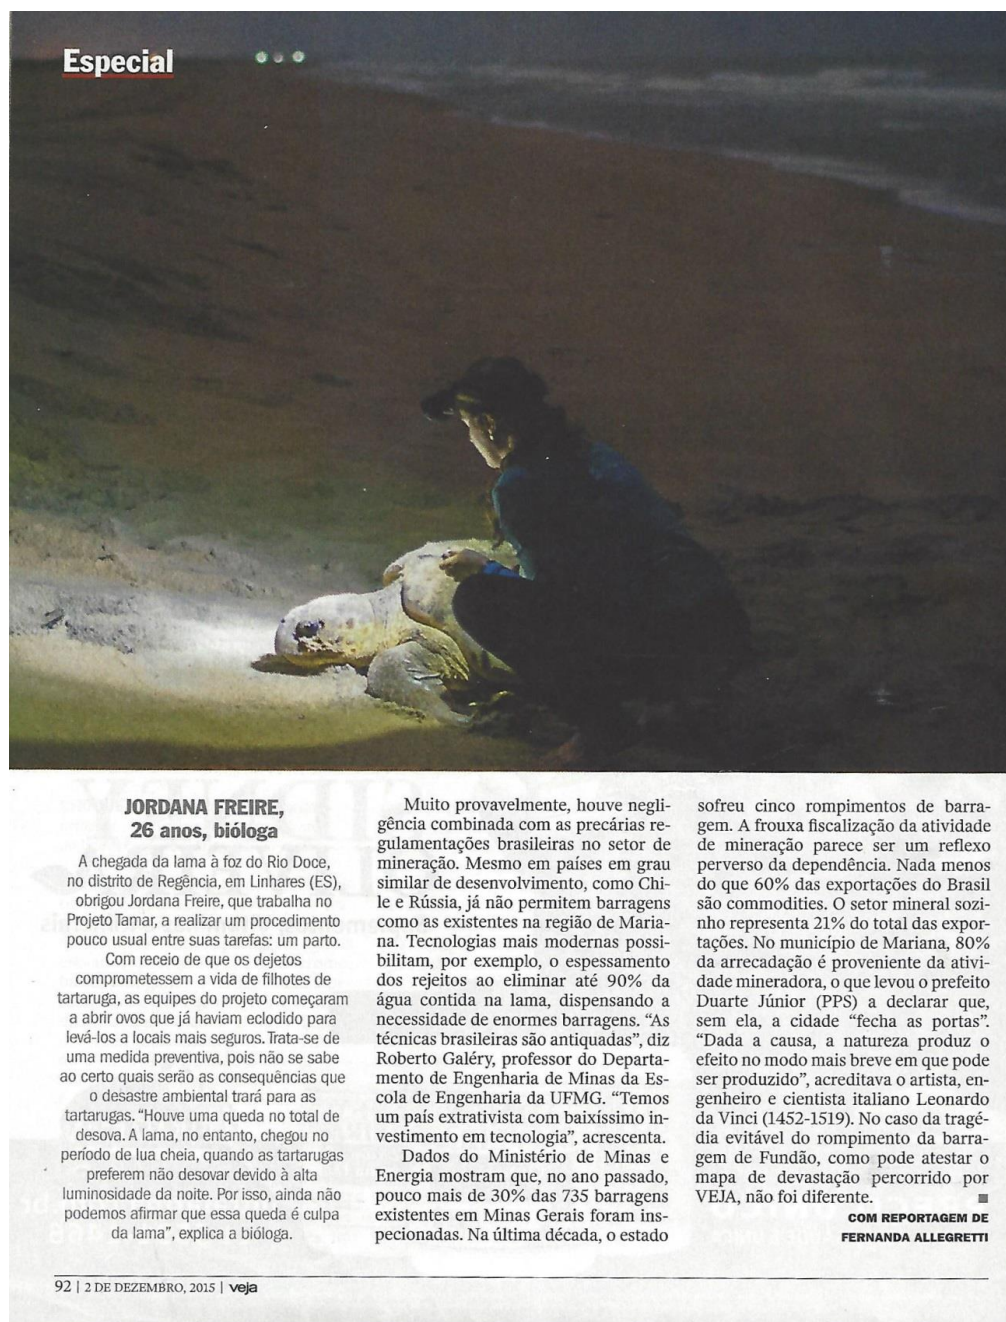 Especial
JORDANA FREIRE,
26 anos, bióloga
A chegada da lama à foz do Rio Doce,
no distrito de Regência, em Linhares (ES),
obrigou Jordana Freire, que trabalha no
Projeto Tamar, a realizar um procedimento
pouco usual entre suas tarefas: um parto.
Com receio de que os dejetos
comprometessem a vida de filhotes de
tartaruga, as equipes do projeto começaram
a abrir ovos que já haviam eclodido para
levá-los a locais mais seguros. Trata-se de
uma medida preventiva, pois não se sabe
ao certo quais serão as consequências que
o desastre ambiental trará para as
tartarugas. “Houve uma queda no total de
desova. A lama, no entanto, chegou no
período de lua cheia, quando as tartarugas
preferem não desovar devido à alta
luminosidade da noite. Por isso, ainda não
podemos afirmar que essa queda é culpa
da lama”, explica a bióloga.
Muito provavelmente, houve negli-
gência combinada com as precárias re-
gulamentações brasileiras no setor de
mineração. Mesmo em países em grau
similar de desenvolvimento, como Chi-
le e Rússia, já não permitem barragens
como as existentes na região de Maria-
na. Tecnologias mais modernas possi-
bilitam, por exemplo, o espessamento
dos rejeitos ao eliminar até 90% da
água contida na lama, dispensando a
necessidade de enormes barragens. “As
técnicas brasileiras são antiquadas”, diz
Roberto Galéry, professor do Departa-
mento de Engenharia de Minas da Es-
cola de Engenharia da UFMG. “Temos
um país extrativista com baixíssimo in-
vestimento em tecnologia”, acrescenta.
Dados do Ministério de Minas e
Energia mostram que, no ano passado,
pouco mais de 30% das 735 barragens
existentes em Minas Gerais foram ins-
pecionadas. Na última década, o estado
sofreu cinco rompimentos de barra-
gem. A frouxa fiscalização da atividade
de mineração parece ser um reflexo
perverso da dependência. Nada menos
do que 60% das exportações do Brasil
são commodities. O setor mineral sozi-
nho representa 21% do total das expor-
tações. No município de Mariana, 80%
da arrecadação é proveniente da ativi-
dade mineradora, o que levou o prefeito
Duarte Júnior (PPS) a declarar que,
sem ela, a cidade “fecha as portas”.
“Dada a causa, a natureza produz o
efeito no modo mais breve em que pode
ser produzido”, acreditava o artista, en-
genheiro e cientista italiano Leonardo
da Vinci (1452-1519). No caso da tragé-
dia evitável do rompimento da barra-
gem de Fundão, como pode atestar o
mapa de devastação percorrido por
VEJA, não foi diferente. ■
COM REPORTAGEM DE
FERNANDA ALLEGRETTI
92 | 2 DE DEZEMBRO, 2015 | veja